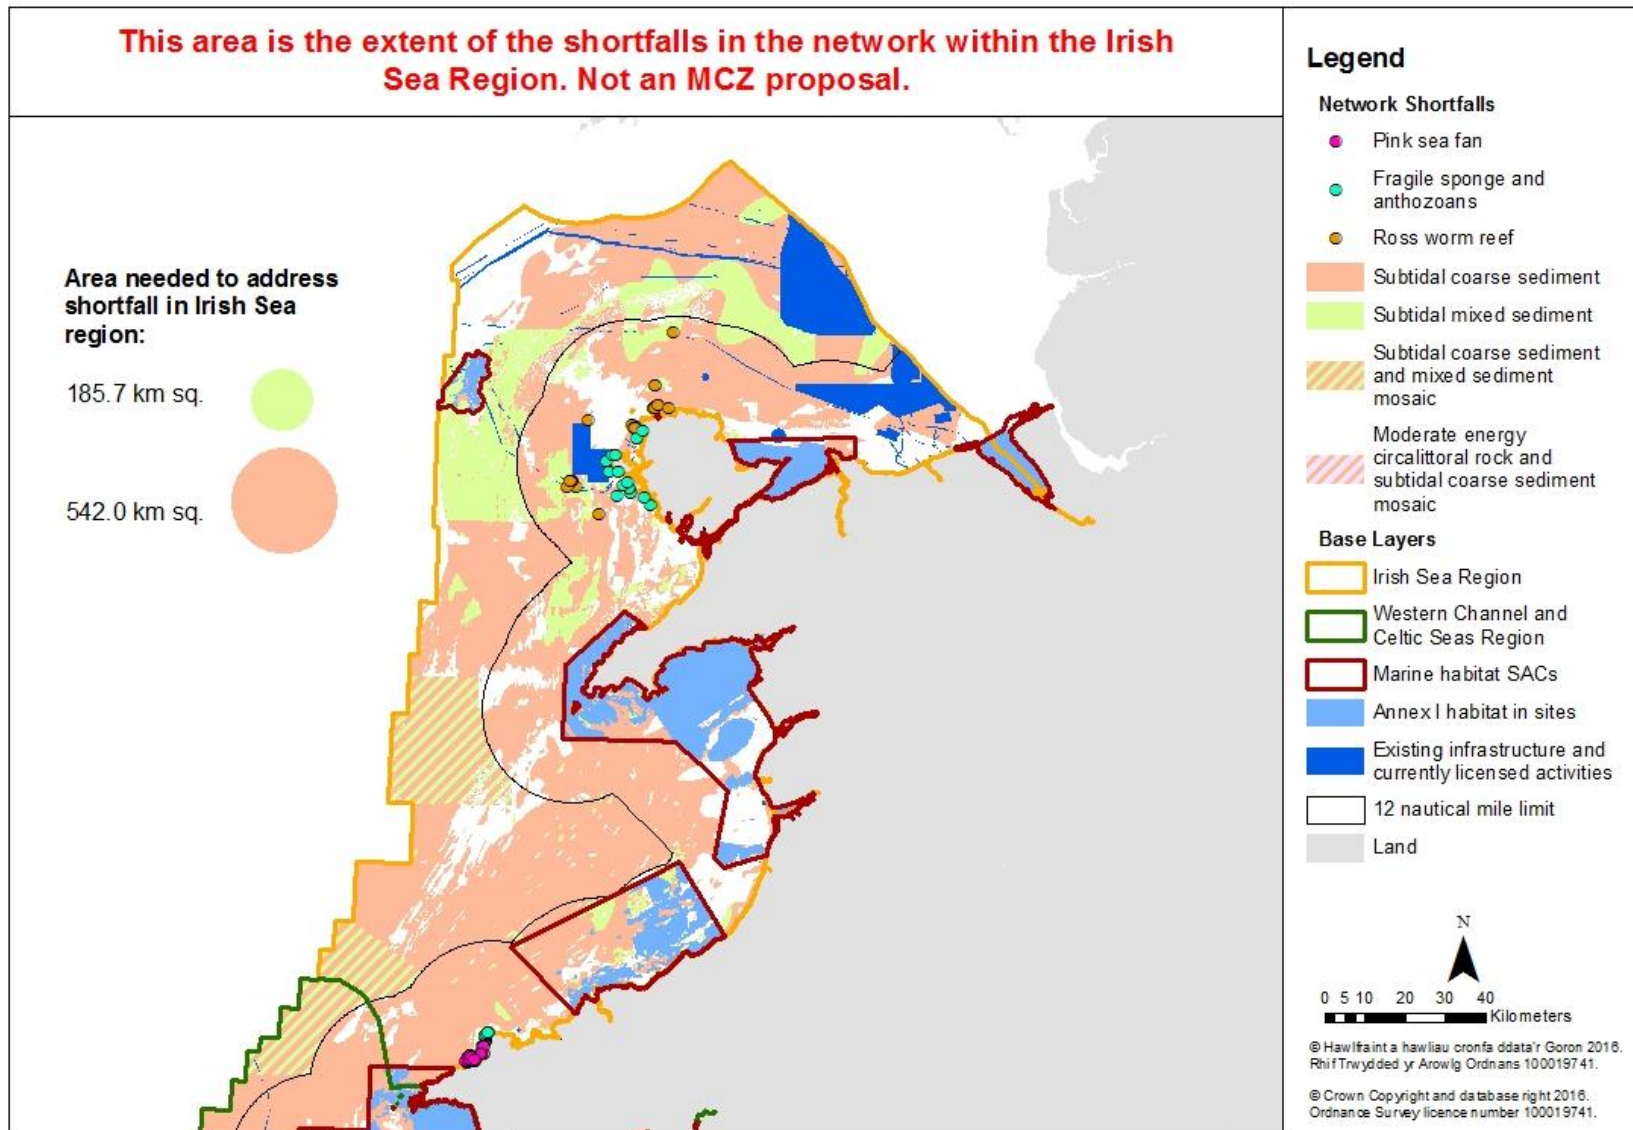 This area is the extent of the shortfalls in the network within the Irish
Sea Region. Not an MCZ proposal.
Area needed to address
shortfall in Irish Sea
region:
185.7 km sq.
542.0 km sq.
Legend
Network Shortfalls
Pink sea fan
Fragile sponge and
anthozoans
Ross worm reef
Subtidal coarse sediment
Subtidal mixed sediment
Subtidal coarse sediment
and mixed sediment
mosaic
Moderate energy
circalittoral rock and
subtidal coarse sediment
mosaic
Base Layers
Irish Sea Region
Western Channel and
Celtic Seas Region
Marine habitat SACs
Annex I habitat in sites
Existing infrastructure and
currently licensed activities
12 nautical mile limit
Land
N
0 5 10 20 30 40
Kilometers
© Hawlfraint a hawliau cronfa ddata'r Goron 2016.
Rhif Trwydded yr Arowlg Ordnans 100019741.
© Crown Copyright and database right 2016.
Ordnance Survey licence number 100019741.